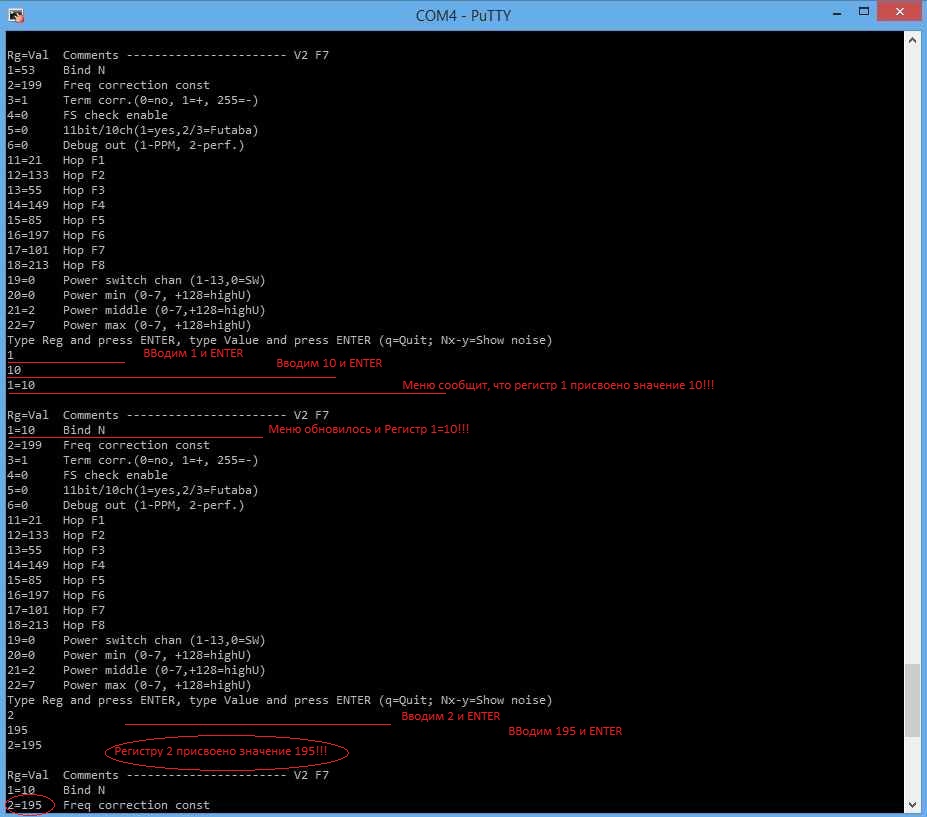 COM4 - PuTTY
Rg=Val  Comments ----------------------- V2 F7
1=53    Bind N
2=199   Freq correction const
3=1     Term corr.(0=no, 1=+, 255=-)
4=0     FS check enable
5=0     11bit/10ch(1=yes,2/3=Futaba)
6=0     Debug out (1-PPM, 2-perf.)
11=21   Hop F1
12=133  Hop F2
13=55   Hop F3
14=149  Hop F4
15=85   Hop F5
16=197  Hop F6
17=101  Hop F7
18=213  Hop F8
19=0    Power switch chan (1-13,0=SW)
20=0    Power min (0-7, +128=highU)
21=2    Power middle (0-7,+128=highU)
22=7    Power max (0-7, +128=highU)
Type Reg and press ENTER, type Value and press ENTER (q=Quit; Nx-y=Show noise)
1 ВВодим 1 и ENTER
Вводим 10 и ENTER
10
1=10 Меню сообщит, что регистр 1 присвоено значение 10!!!
Rg=Val  Comments ----------------------- V2 F7
1=10    Bind N Меню обновилось и Регистр 1=10!!!
2=199   Freq correction const
3=1     Term corr.(0=no, 1=+, 255=-)
4=0     FS check enable
5=0     11bit/10ch(1=yes,2/3=Futaba)
6=0     Debug out (1-PPM, 2-perf.)
11=21   Hop F1
12=133  Hop F2
13=55   Hop F3
14=149  Hop F4
15=85   Hop F5
16=197  Hop F6
17=101  Hop F7
18=213  Hop F8
19=0    Power switch chan (1-13,0=SW)
20=0    Power min (0-7, +128=highU)
21=2    Power middle (0-7,+128=highU)
22=7    Power max (0-7, +128=highU)
Type Reg and press ENTER, type Value and press ENTER (q=Quit; Nx-y=Show noise)
2 Вводим 2 и ENTER
195 ВВодим 195 и ENTER
2=195 Регистру 2 присвоено значение 195!!!
Rg=Val  Comments ----------------------- V2 F7
1=10    Bind N
2=195   Freq correction const